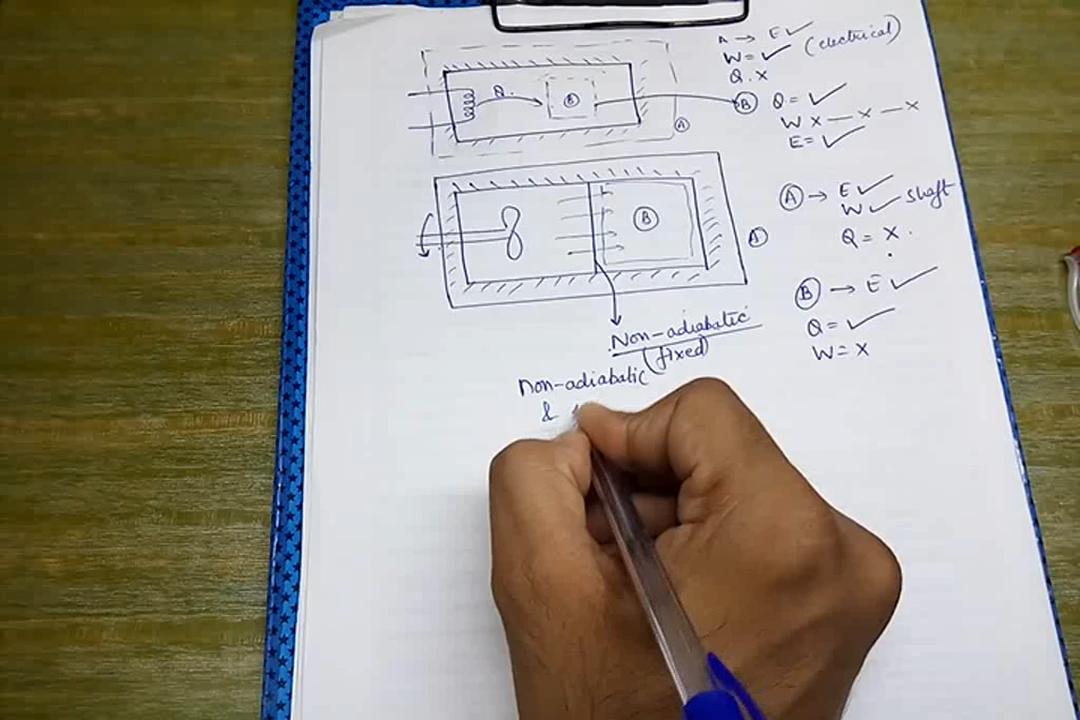 A → E ✓
W = ✓ (electrical)
Q. X
Q.
B
A
B Q = ✓
W X — X — X
E = ✓
B
A
A → E ✓
W ✓ shaft
Q = X.
B → E ✓
Q = ✓
W = X
Non-adiabatic
(fixed)
Non-adiabatic
&